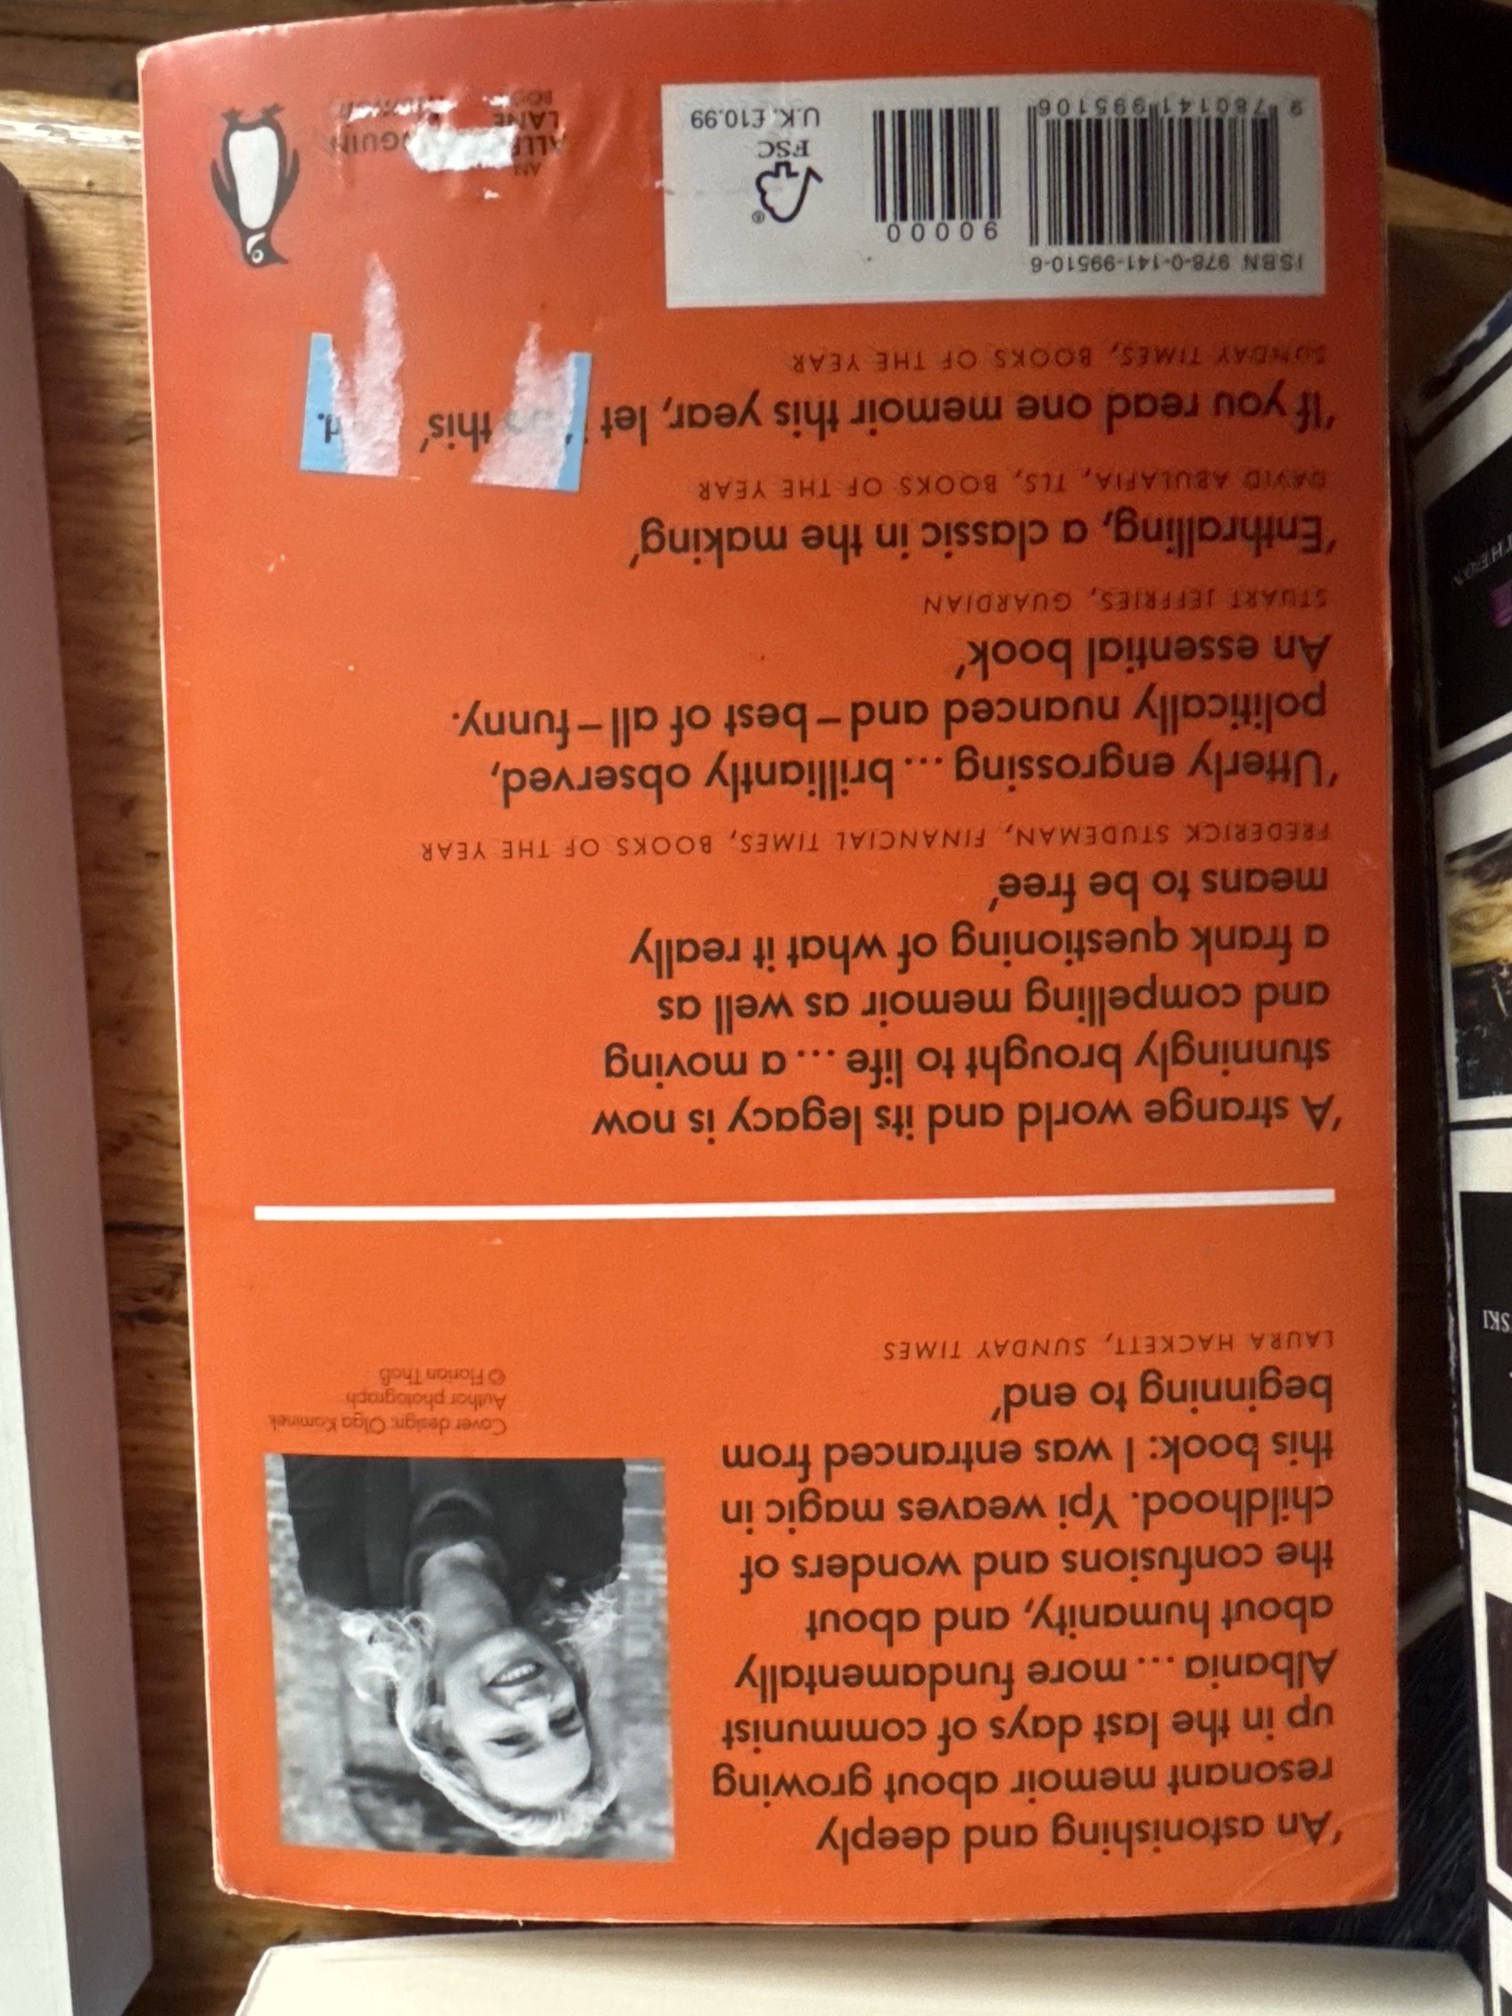 'An astonishing and deeply
resonant memoir about growing
up in the last days of communist
Albania ... more fundamentally
about humanity, and about
the confusions and wonders of
childhood. Ypi weaves magic in
this book: I was entranced from
beginning to end'
LAURA HACKETT, SUNDAY TIMES
Cover design: Olga Kominek
Author photograph
© Florian Thoß
'A strange world and its legacy is now
stunningly brought to life ... a moving
and compelling memoir as well as
a frank questioning of what it really
means to be free'
FREDERICK STUDEMAN, FINANCIAL TIMES, BOOKS OF THE YEAR
'Utterly engrossing ... brilliantly observed,
politically nuanced and – best of all – funny.
An essential book'
STUART JEFFRIES, GUARDIAN
'Enthralling, a classic in the making'
DAVID ABULAFIA, TLS, BOOKS OF THE YEAR
'If you read one memoir this year, let this'
SUNDAY TIMES, BOOKS OF THE YEAR
ISBN 978-0-141-99510-6
90000
9 780141 995106
FSC
U.K. £10.99
AN
LANE
SKI